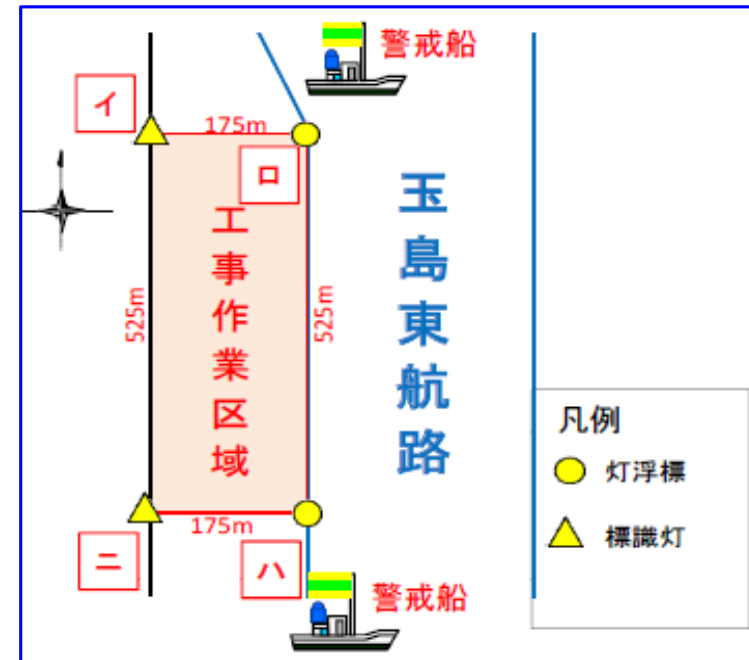 警戒船
イ
175m
ロ
玉島東航路
工事作業区域
525m
525m
凡例
灯浮標
標識灯
175m
ニ
ハ
警戒船